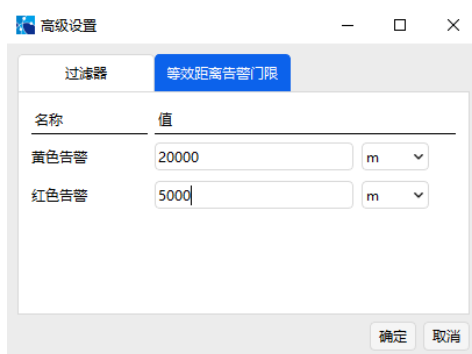 高级设置
过滤器 等效距离告警门限
名称 值
黄色告警 20000 m
红色告警 5000 m
确定 取消